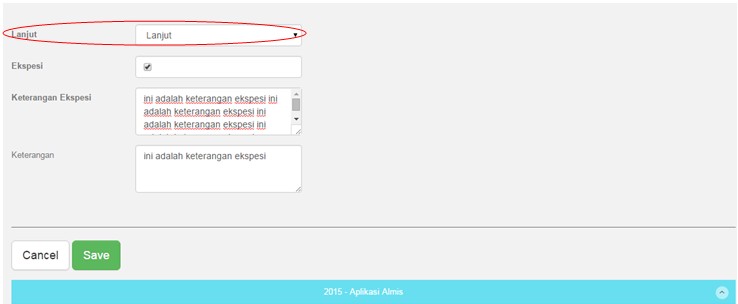 Lanjut
Lanjut
Ekspesi
Keterangan Ekspesi
ini adalah keterangan ekspesi ini
adalah keterangan ekspesi ini
adalah keterangan ekspesi ini
Keterangan
ini adalah keterangan ekspesi
Cancel
Save
2015 - Aplikasi Almis